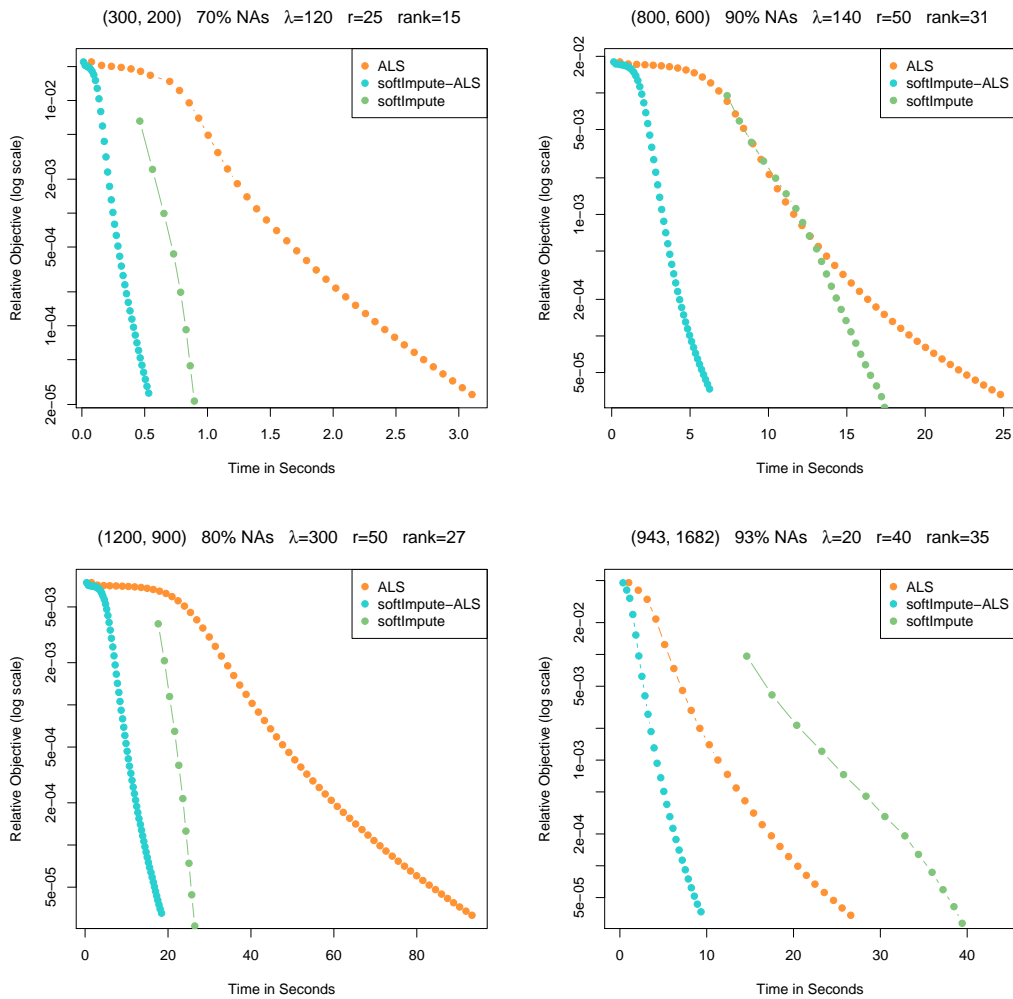 (300, 200) 70% NAs λ=120 r=25 rank=15
Relative Objective (log scale)
1e-02
2e-03
5e-04
1e-04
2e-05
ALS
softImpute-ALS
softImpute
0.0 0.5 1.0 1.5 2.0 2.5 3.0
Time in Seconds
(800, 600) 90% NAs λ=140 r=50 rank=31
Relative Objective (log scale)
2e-02
5e-03
1e-03
2e-04
5e-05
ALS
softImpute-ALS
softImpute
0 5 10 15 20 25
Time in Seconds
(1200, 900) 80% NAs λ=300 r=50 rank=27
Relative Objective (log scale)
5e-03
2e-03
5e-04
2e-04
5e-05
ALS
softImpute-ALS
softImpute
0 20 40 60 80
Time in Seconds
(943, 1682) 93% NAs λ=20 r=40 rank=35
Relative Objective (log scale)
2e-02
5e-03
1e-03
2e-04
5e-05
ALS
softImpute-ALS
softImpute
0 10 20 30 40
Time in Seconds